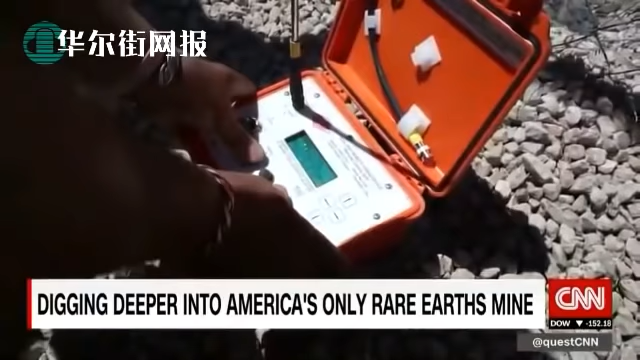 华尔街网报
DIGGING DEEPER INTO AMERICA'S ONLY RARE EARTHS MINE
CNN
DOW ▼ -152.18
@questCNN